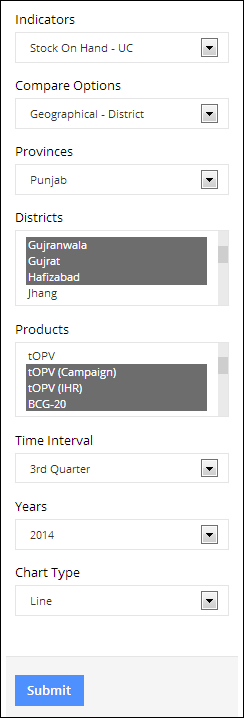 Indicators
Stock On Hand - UC
Compare Options
Geographical - District
Provinces
Punjab
Districts
Gujranwala
Gujrat
Hafizabad
Jhang
Products
tOPV
tOPV (Campaign)
tOPV (IHR)
BCG-20
Time Interval
3rd Quarter
Years
2014
Chart Type
Line
Submit